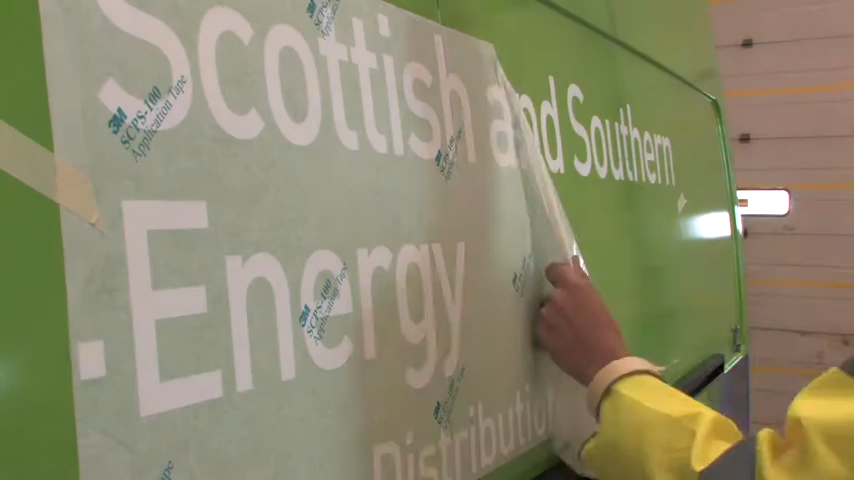 Scottish and Southern
Energy
Distribution
3M
SCPS-100
Application Tape
3M
SCPS-100
Application Tape